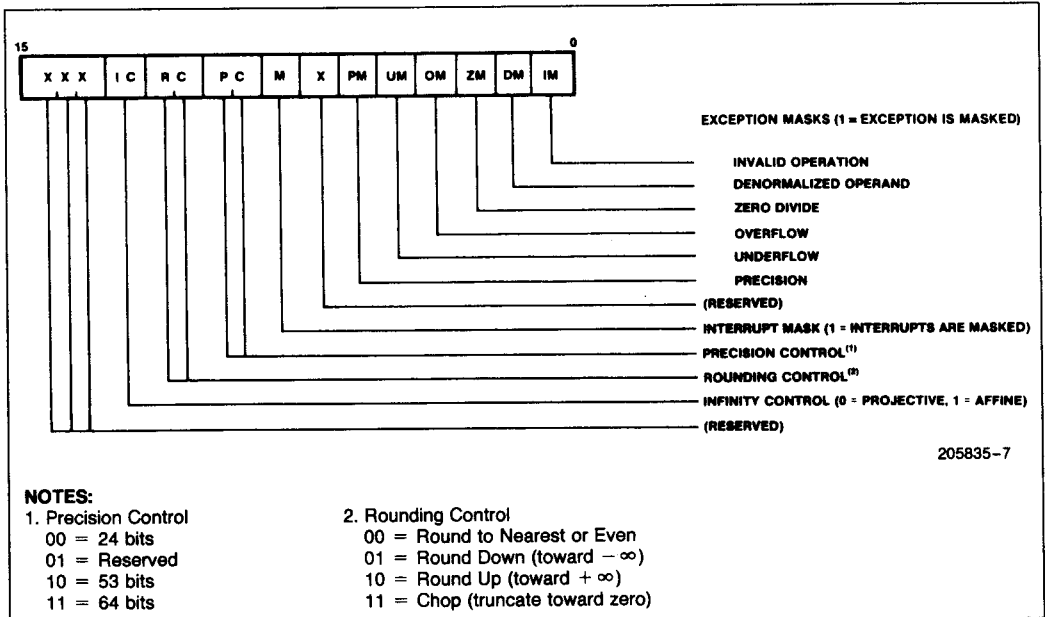 15 0
X X X I C R C P C M X PM UM OM ZM DM IM
EXCEPTION MASKS (1 = EXCEPTION IS MASKED)
INVALID OPERATION
DENORMALIZED OPERAND
ZERO DIVIDE
OVERFLOW
UNDERFLOW
PRECISION
(RESERVED)
INTERRUPT MASK (1 = INTERRUPTS ARE MASKED)
PRECISION CONTROL(1)
ROUNDING CONTROL(2)
INFINITY CONTROL (0 = PROJECTIVE, 1 = AFFINE)
(RESERVED)
205835-7
NOTES:
1. Precision Control
00 = 24 bits
01 = Reserved
10 = 53 bits
11 = 64 bits
2. Rounding Control
00 = Round to Nearest or Even
01 = Round Down (toward −∞)
10 = Round Up (toward +∞)
11 = Chop (truncate toward zero)